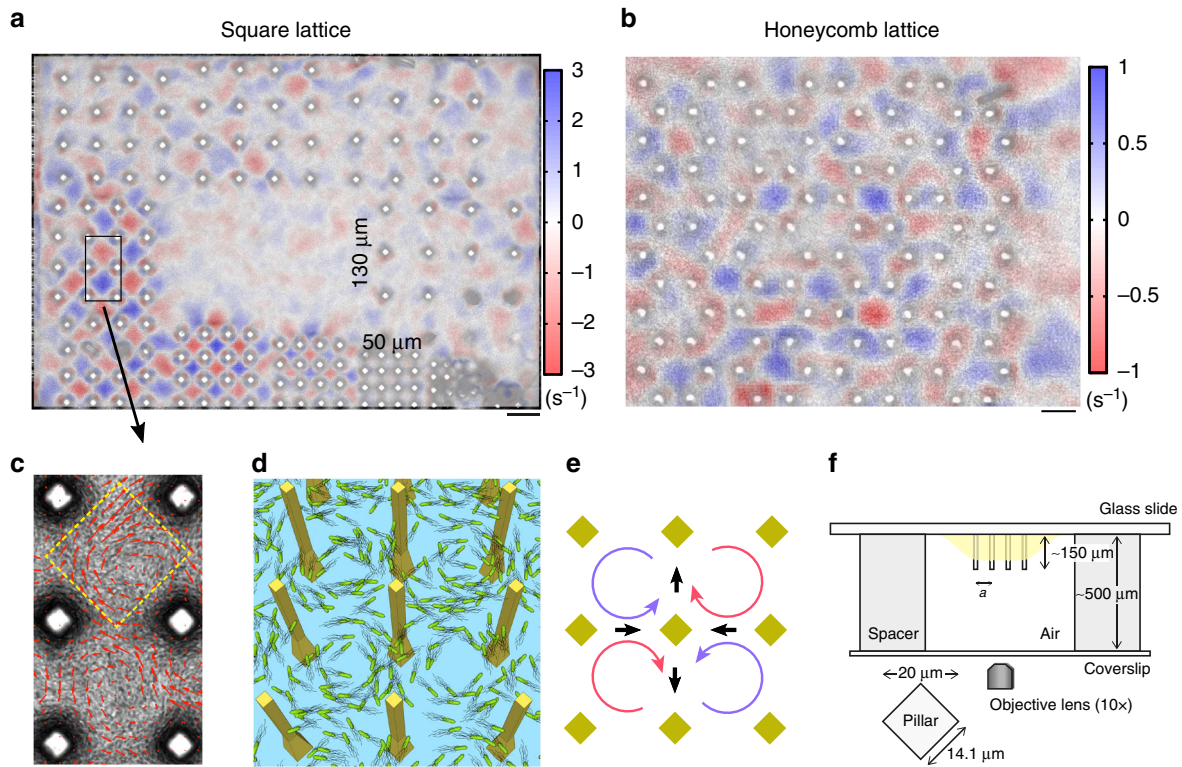 a
Square lattice
130 μm
50 μm
3
2
1
0
−1
−2
−3
(s⁻¹)
b
Honeycomb lattice
1
0.5
0
−0.5
−1
(s⁻¹)
c
d
e
f
Glass slide
~150 μm
a
~500 μm
Spacer
Air
Coverslip
20 μm
Objective lens (10×)
Pillar
14.1 μm